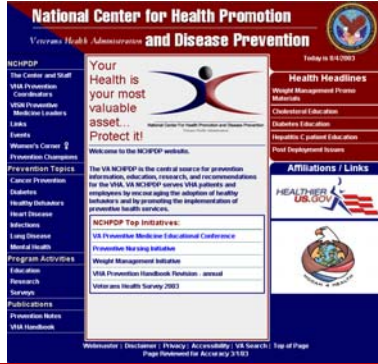 National Center for Health Promotion
Veterans Health Administration and Disease Prevention
Today is 8/4/2003
NCHPDP
The Center and Staff
VHA Prevention
Coordinators
VISN Preventive
Medicine Leaders
Links
Events
Women's Corner
Prevention Champions
Prevention Topics
Cancer Prevention
Diabetes
Healthy Behaviors
Heart Disease
Infections
Lung Disease
Mental Health
Program Activities
Education
Research
Surveys
Publications
Prevention Notes
VHA Handbook
Your
Health is
your most
valuable
asset...
Protect it!
National Center For Health Promotion and Disease Prevention
Welcome to the NCHPDP website.
The VA NCHPDP is the central source for prevention
information, education, research, and recommendations
for the VHA. VA NCHPDP serves VHA patients and
employees by encouraging the adoption of healthy
behaviors and by promoting the implementation of
preventive health services.
NCHPDP Top Initiatives:
VA Preventive Medicine Educational Conference
Preventive Nursing Initiative
Weight Management Initiative
VHA Prevention Handbook Revision - annual
Veterans Health Survey 2003
Health Headlines
Weight Management Promo
Materials
Cholesterol Education
Diabetes Education
Hepatitis C patient Education
Post Deployment Issues
Affiliations / Links
HEALTHIER
US.GOV
Webmaster | Disclaimer | Privacy | Accessibility | VA Search | Top of Page
Page Reviewed for Accuracy 3/1/03